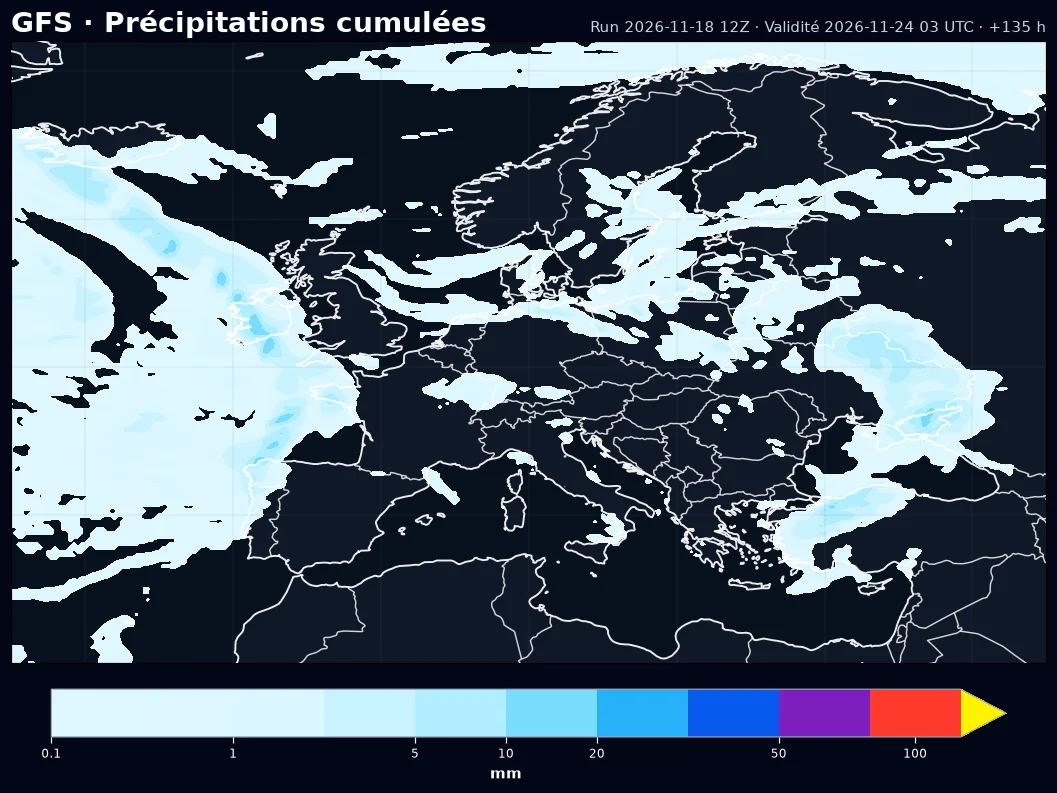 GFS · Précipitations cumulées
Run 2026-11-18 12Z · Validité 2026-11-24 03 UTC · +135 h
0.1 1 5 10 20 50 100
mm